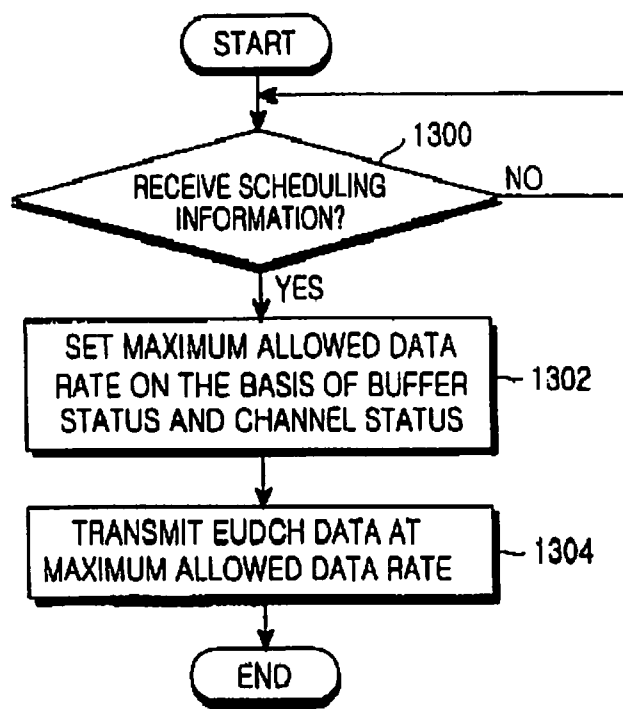 START
1300
RECEIVE SCHEDULING
INFORMATION?
NO
YES
SET MAXIMUM ALLOWED DATA
RATE ON THE BASIS OF BUFFER
STATUS AND CHANNEL STATUS
1302
TRANSMIT EUDCH DATA AT
MAXIMUM ALLOWED DATA RATE
1304
END